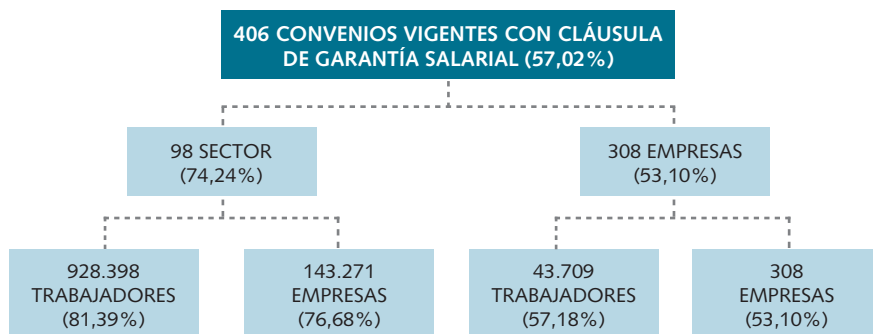 406 CONVENIOS VIGENTES CON CLÁUSULA
DE GARANTÍA SALARIAL (57,02%)
98 SECTOR
(74,24%)
308 EMPRESAS
(53,10%)
928.398
TRABAJADORES
(81,39%)
143.271
EMPRESAS
(76,68%)
43.709
TRABAJADORES
(57,18%)
308
EMPRESAS
(53,10%)